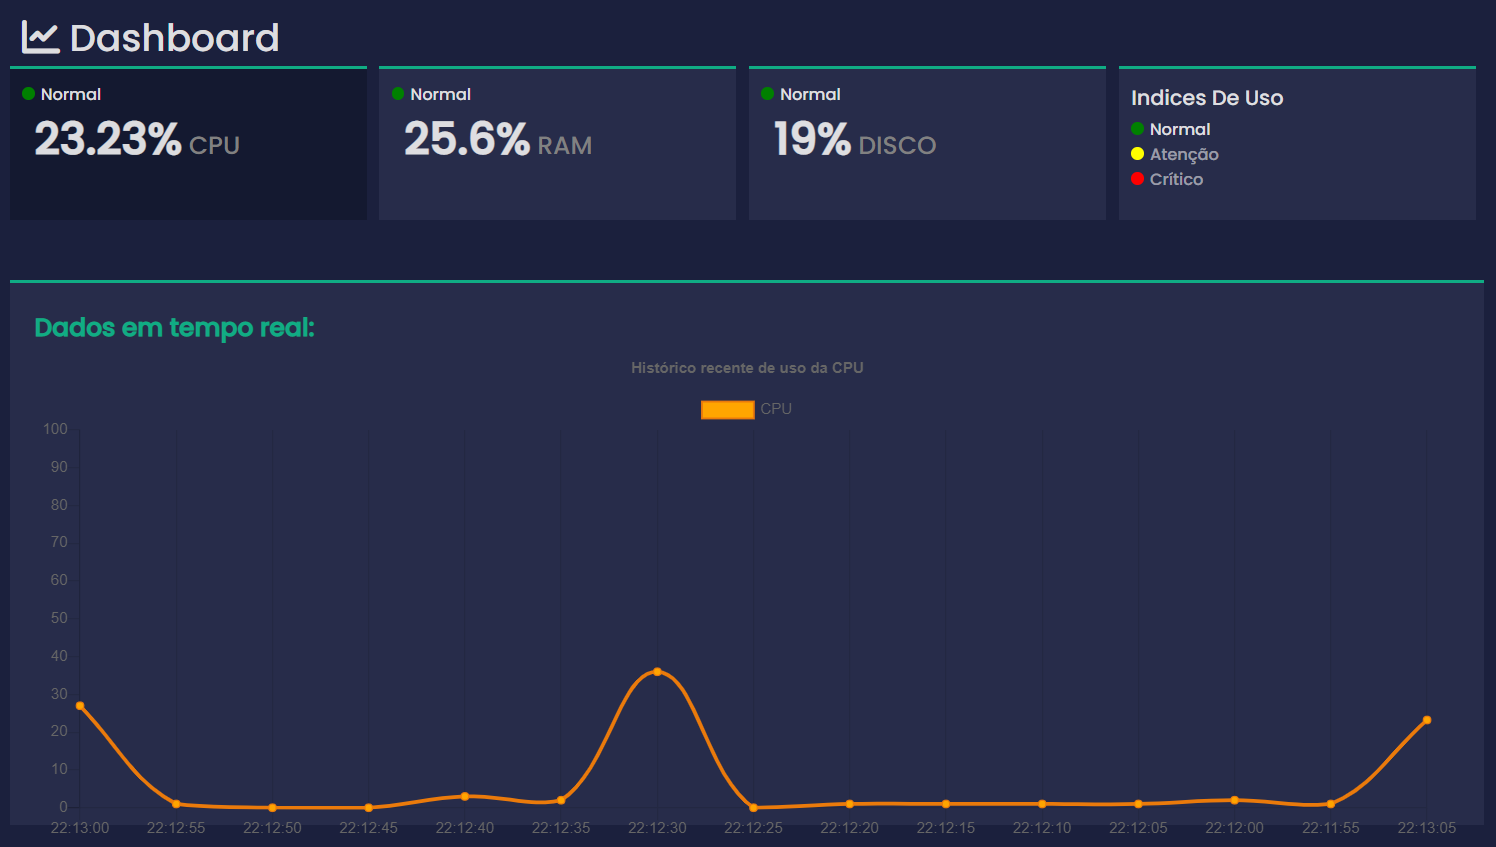 Dashboard
Normal
23.23% CPU
Normal
25.6% RAM
Normal
19% DISCO
Indices De Uso
Normal
Atenção
Crítico
Dados em tempo real:
Histórico recente de uso da CPU
CPU
100
90
80
70
60
50
40
30
20
10
0
22:13:00 22:12:55 22:12:50 22:12:45 22:12:40 22:12:35 22:12:30 22:12:25 22:12:20 22:12:15 22:12:10 22:12:05 22:12:00 22:11:55 22:13:05